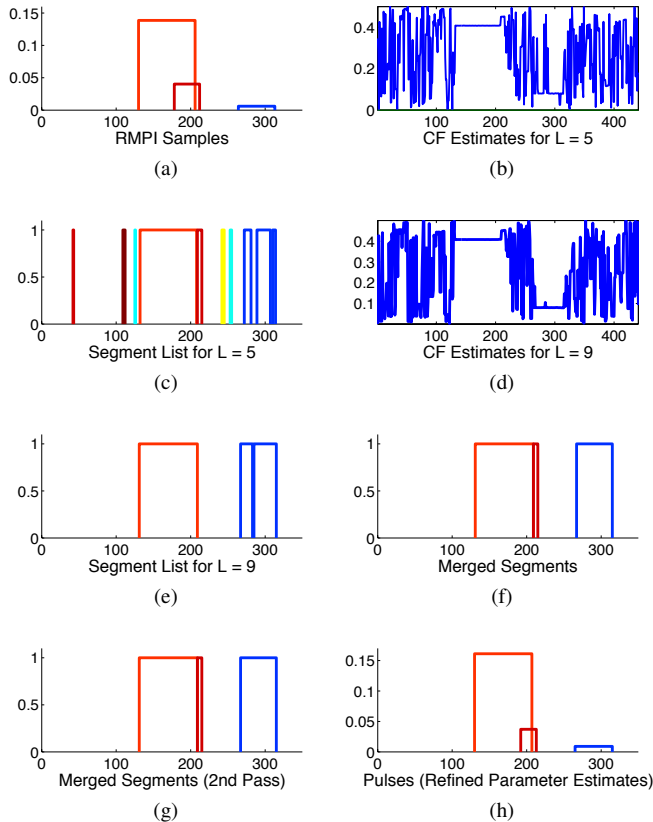 0.15
0.1
0.05
0
0 100 200 300
RMPI Samples
(a)
0.4
0.2
0
100 200 300 400
CF Estimates for L = 5
(b)
1
0.5
0
0 100 200 300
Segment List for L = 5
(c)
0.4
0.3
0.2
0.1
100 200 300 400
CF Estimates for L = 9
(d)
1
0.5
0
0 100 200 300
Segment List for L = 9
(e)
1
0.5
0
0 100 200 300
Merged Segments
(f)
1
0.5
0
0 100 200 300
Merged Segments (2nd Pass)
(g)
0.15
0.1
0.05
0
0 100 200 300
Pulses (Refined Parameter Estimates)
(h)